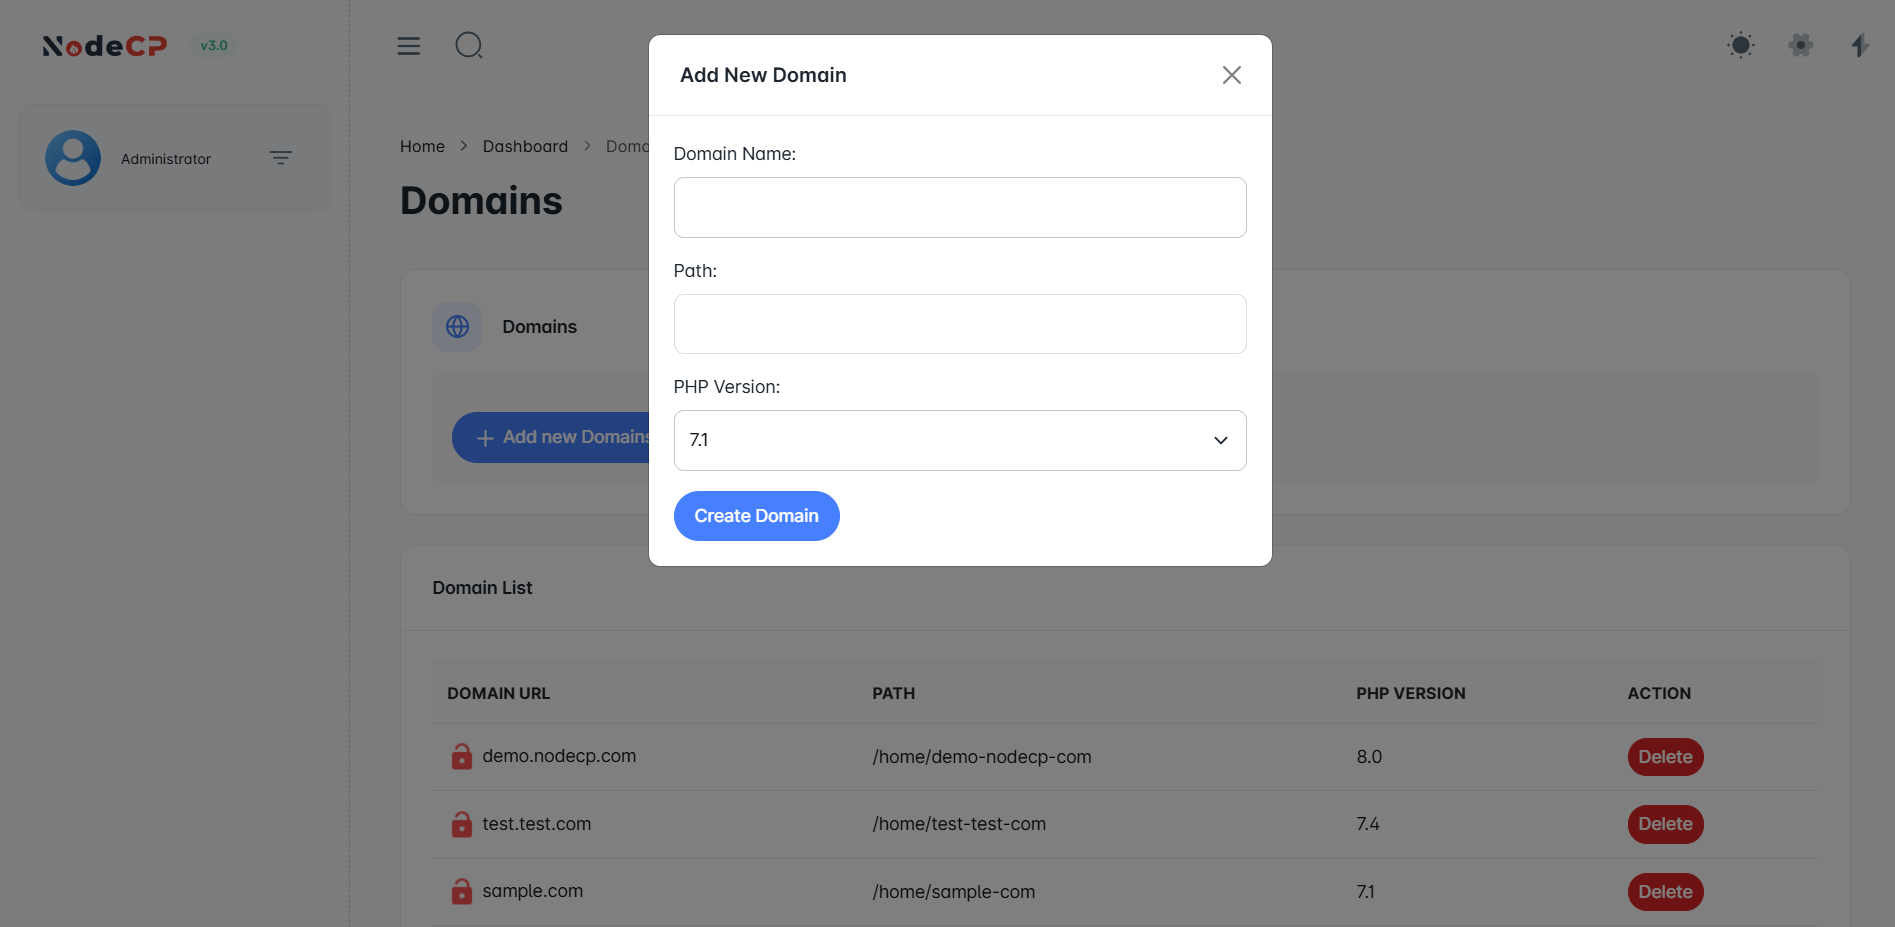 NodeCP v3.0
Administrator
Home > Dashboard > Doma
Domains
Domains
Add new Domains
Add New Domain
Domain Name:
Path:
PHP Version:
7.1
Create Domain
Domain List
DOMAIN URL PATH PHP VERSION ACTION
demo.nodecp.com /home/demo-nodecp-com 8.0 Delete
test.test.com /home/test-test-com 7.4 Delete
sample.com /home/sample-com 7.1 Delete